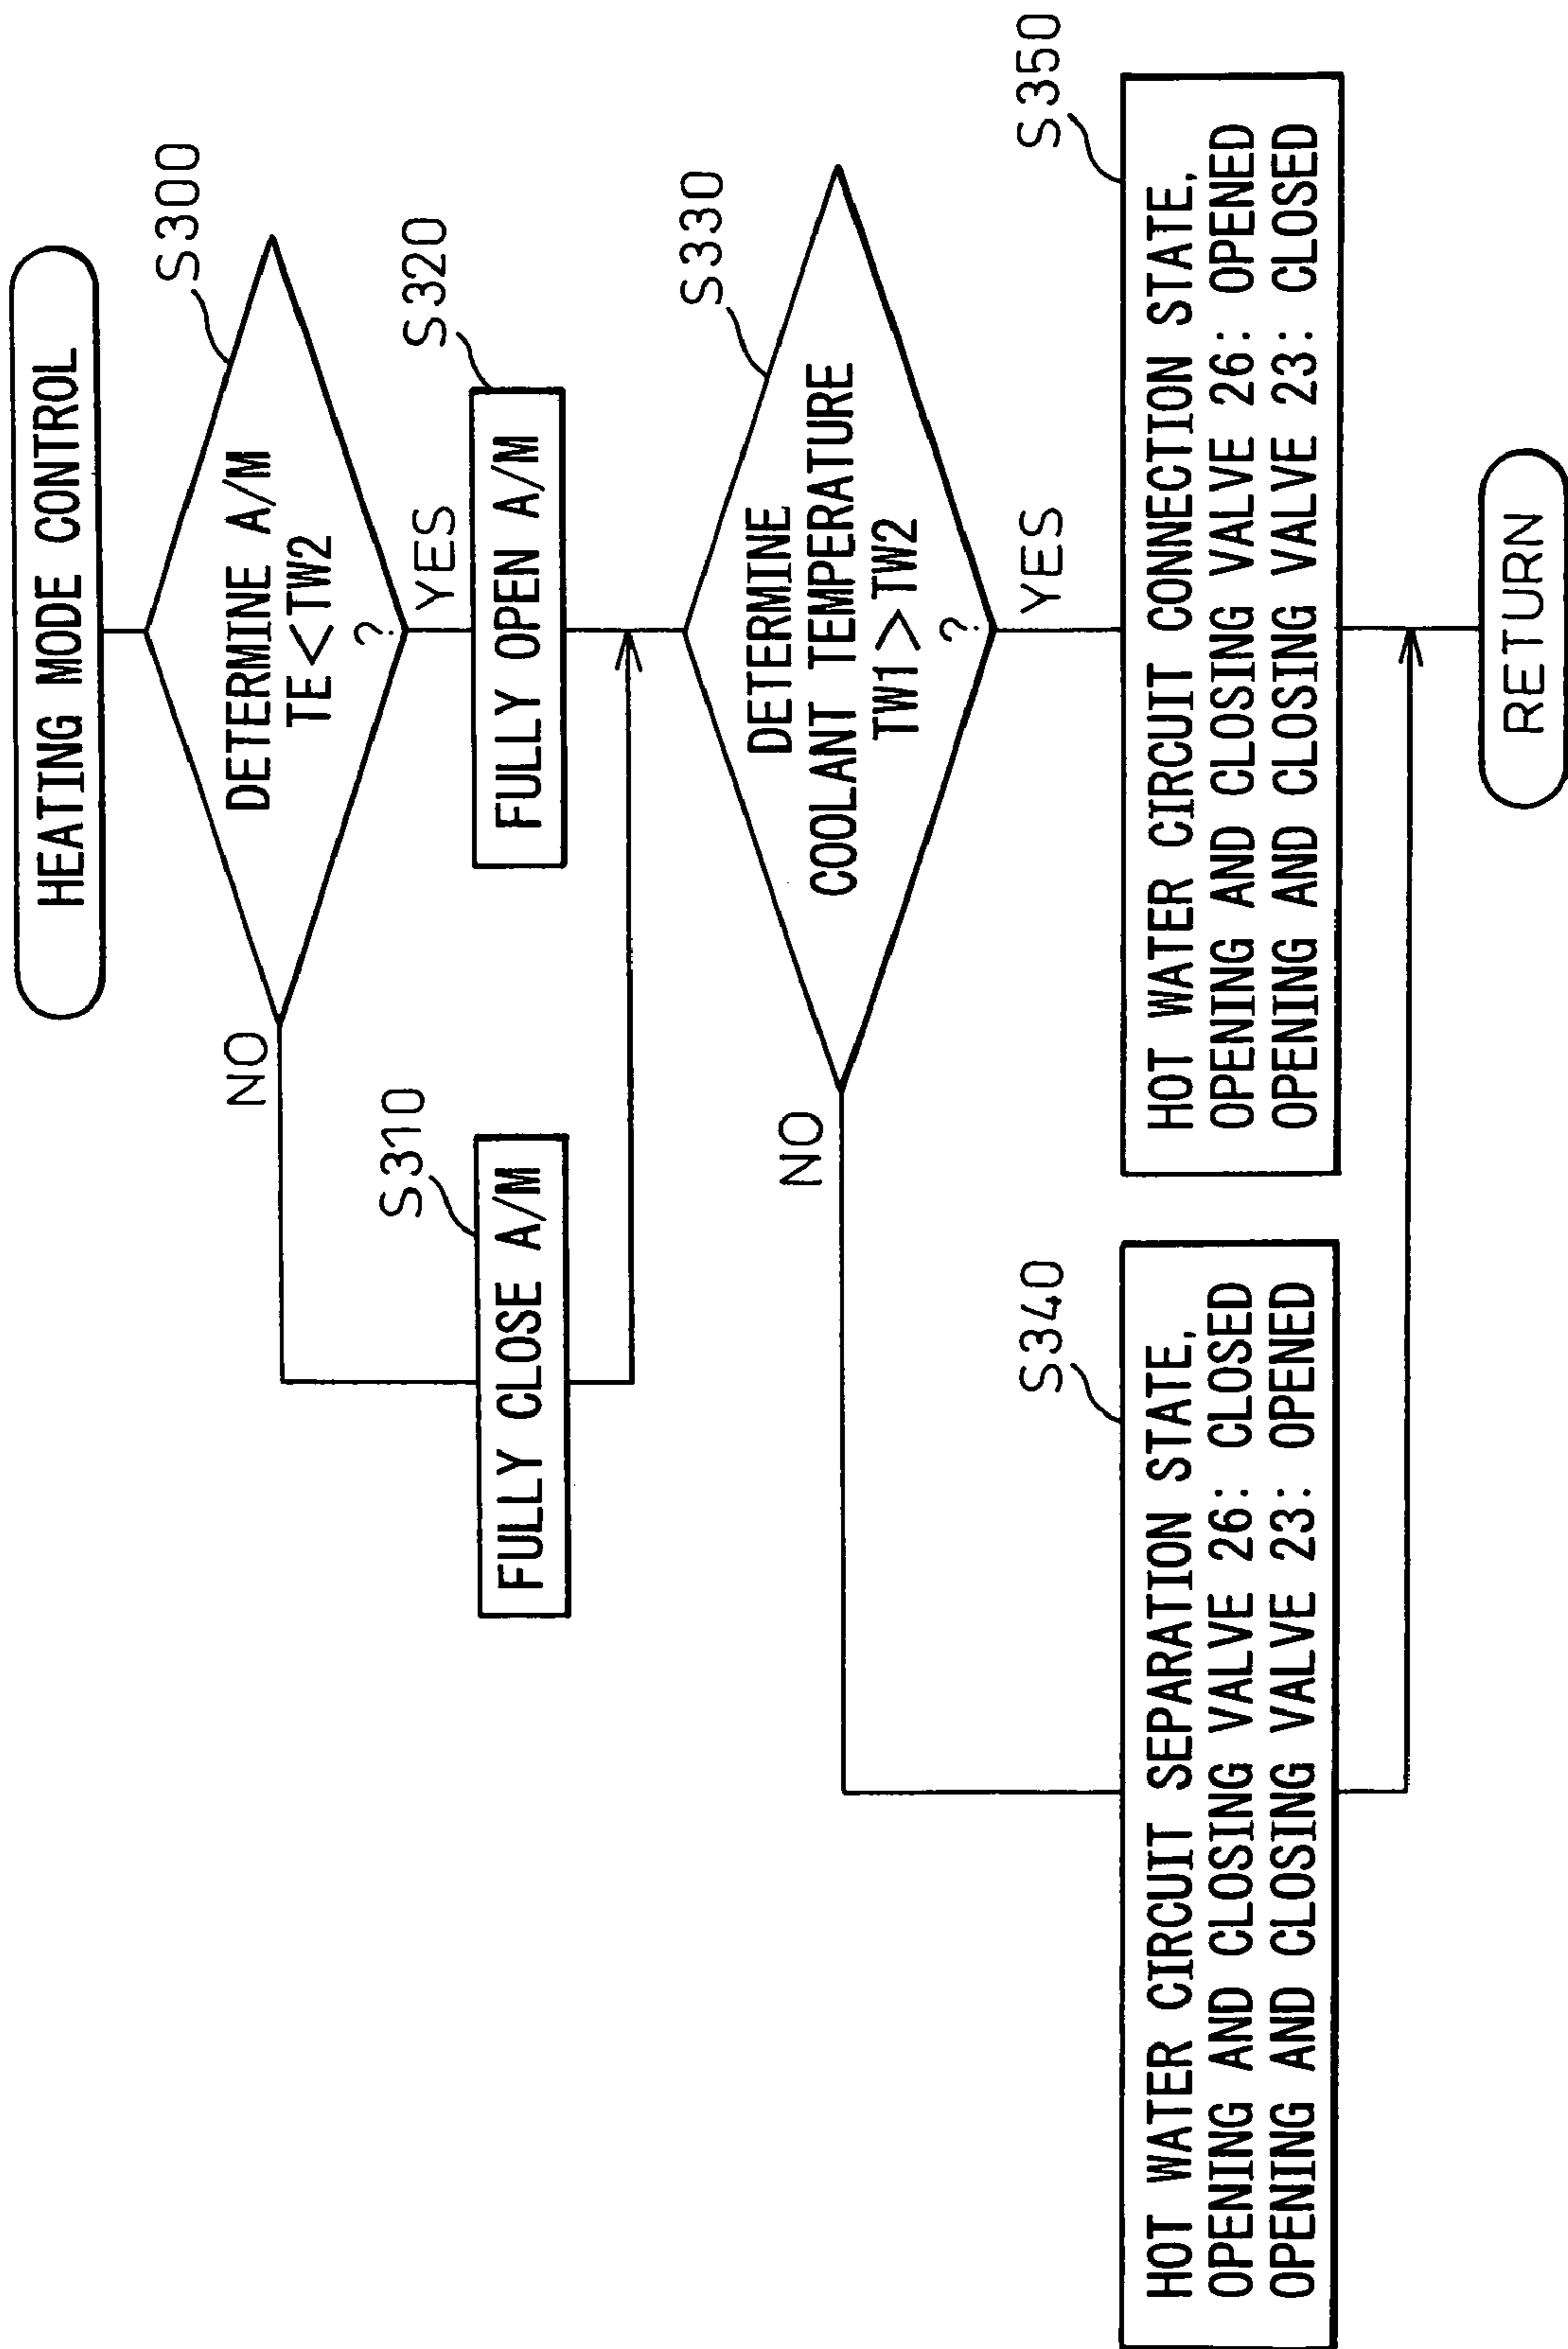 HEATING MODE CONTROL
S300
DETERMINE A/M
TE<TW2
?
NO
YES
S310
FULLY CLOSE A/M
S320
FULLY OPEN A/M
S330
DETERMINE
COOLANT TEMPERATURE
TW1>TW2
?
NO
YES
S340
HOT WATER CIRCUIT SEPARATION STATE,
OPENING AND CLOSING VALVE 26: CLOSED
OPENING AND CLOSING VALVE 23: OPENED
S350
HOT WATER CIRCUIT CONNECTION STATE,
OPENING AND CLOSING VALVE 26: OPENED
OPENING AND CLOSING VALVE 23: CLOSED
RETURN